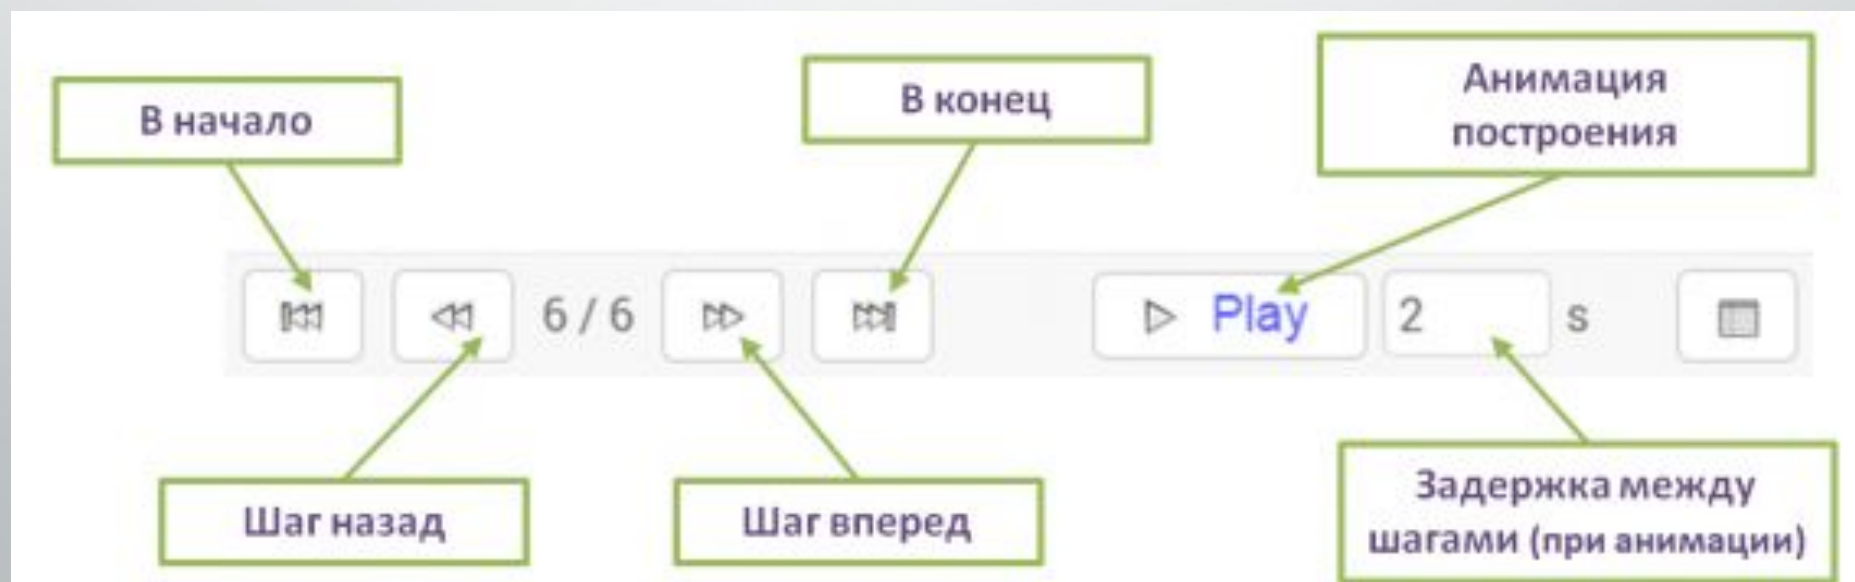 В начало
В конец
Анимация
построения
6 / 6
Play
2
s
Шаг назад
Шаг вперед
Задержка между
шагами (при анимации)